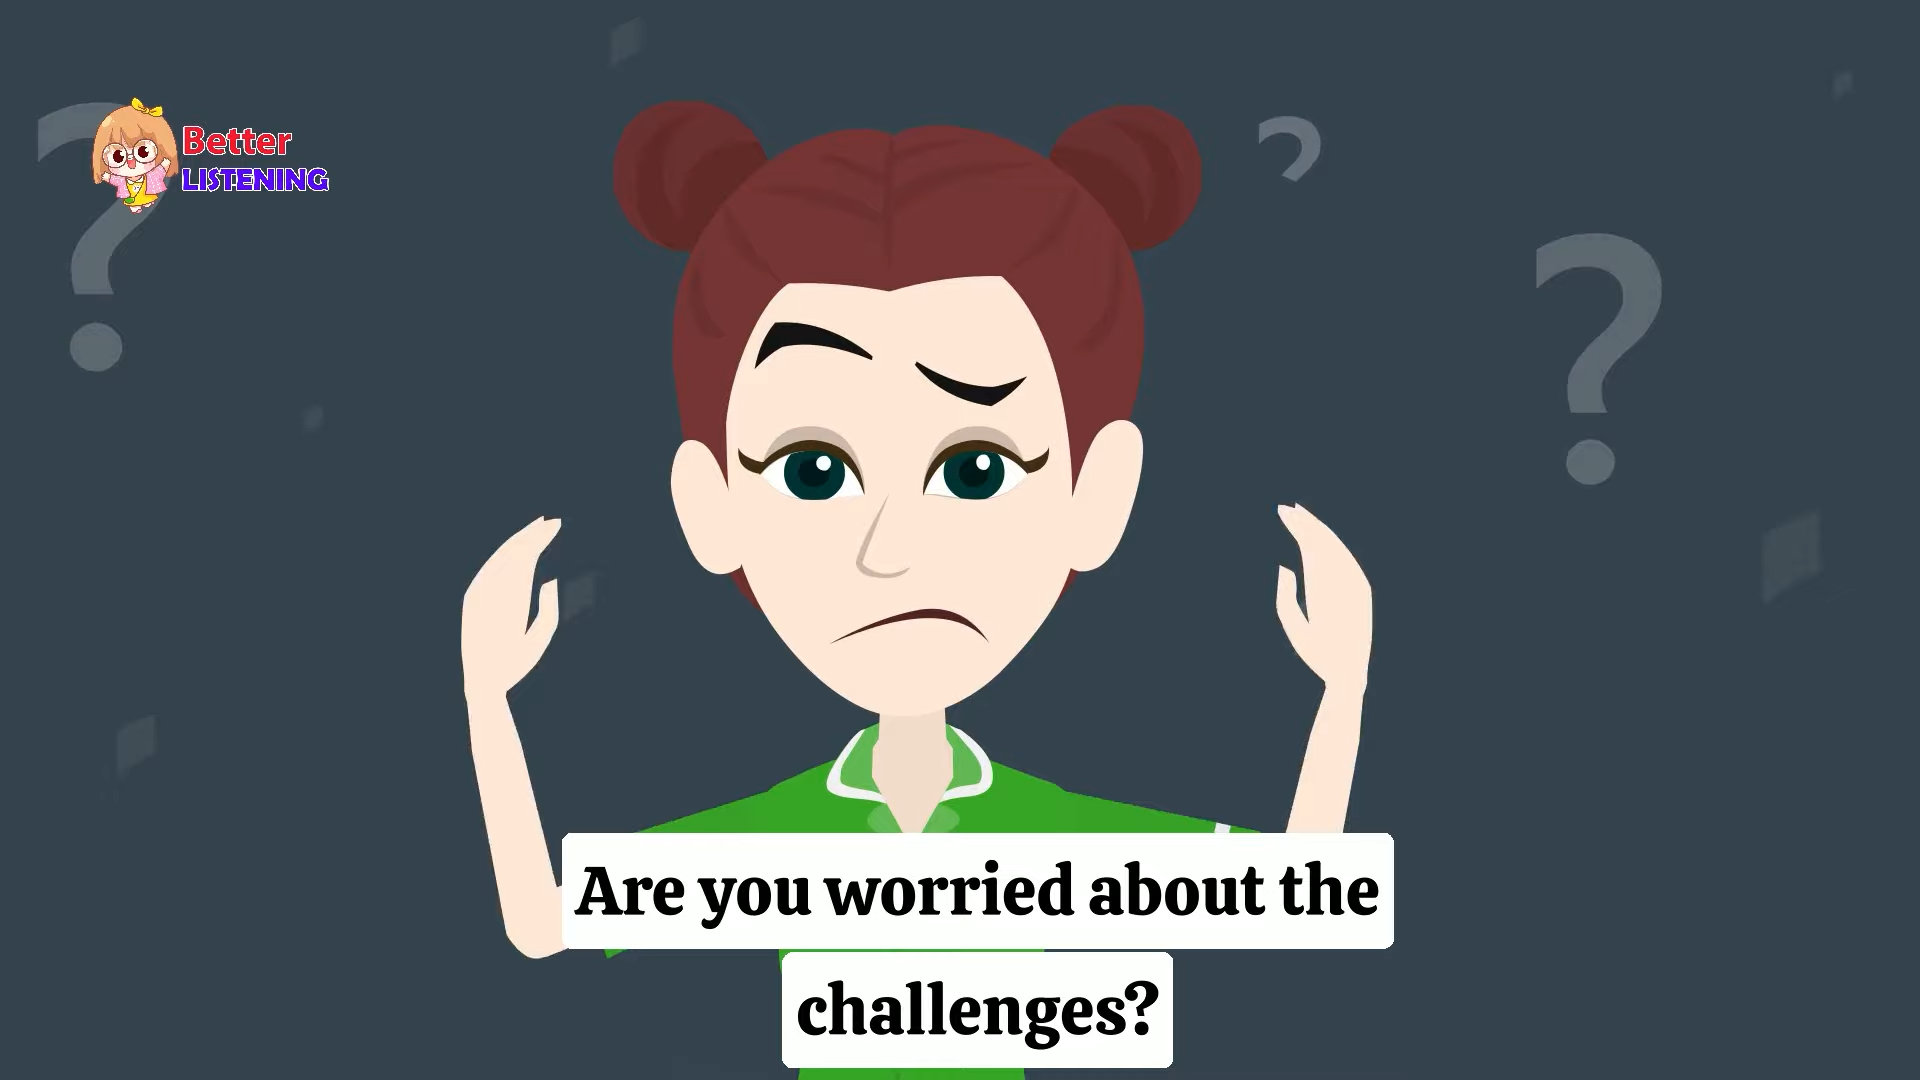 Better
LISTENING
?
?
?
Are you worried about the
challenges?